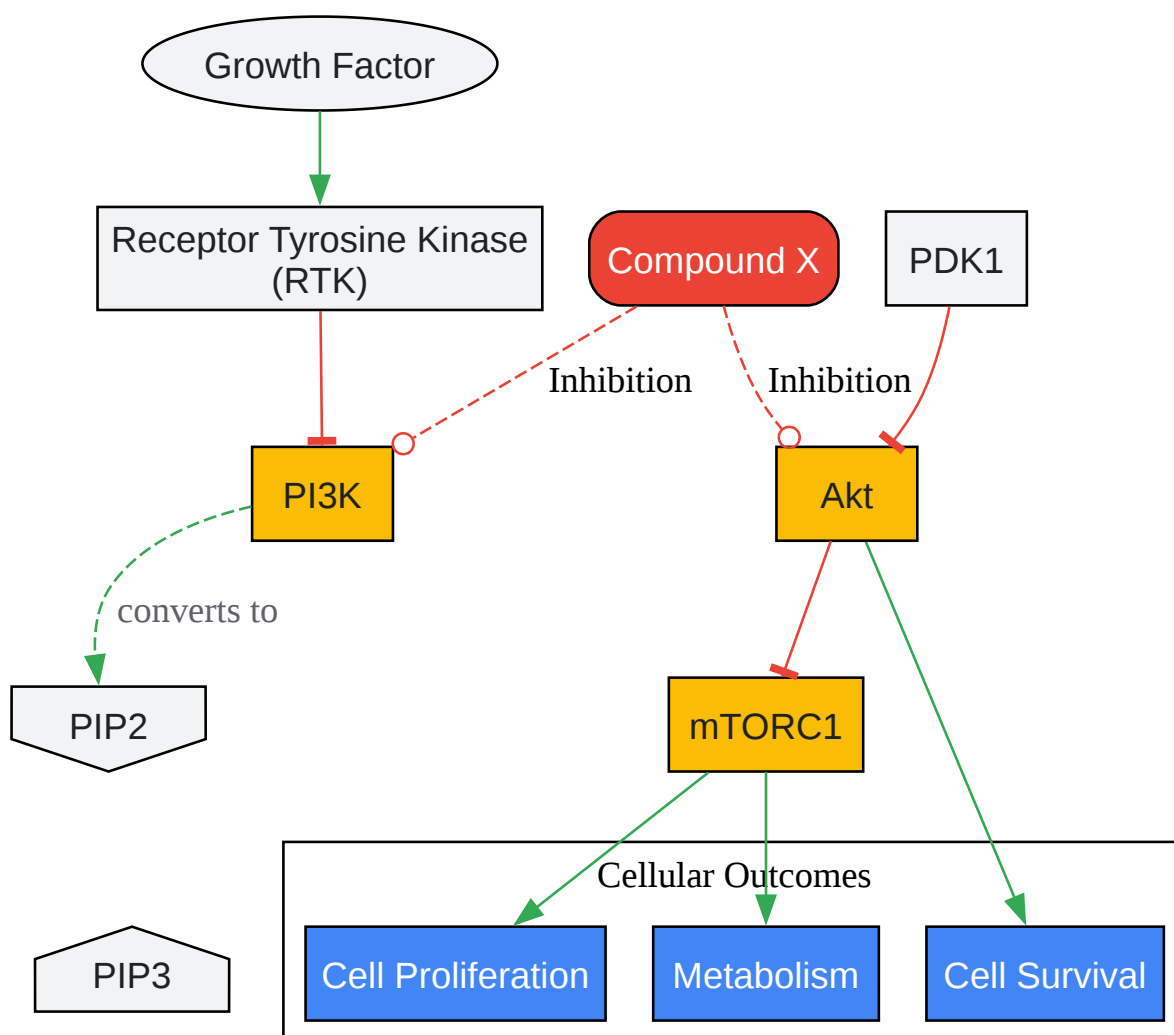 Growth Factor
Receptor Tyrosine Kinase
(RTK)
Compound X
PDK1
Inhibition
Inhibition
PI3K
Akt
converts to
PIP2
mTORC1
Cellular Outcomes
PIP3
Cell Proliferation
Metabolism
Cell Survival